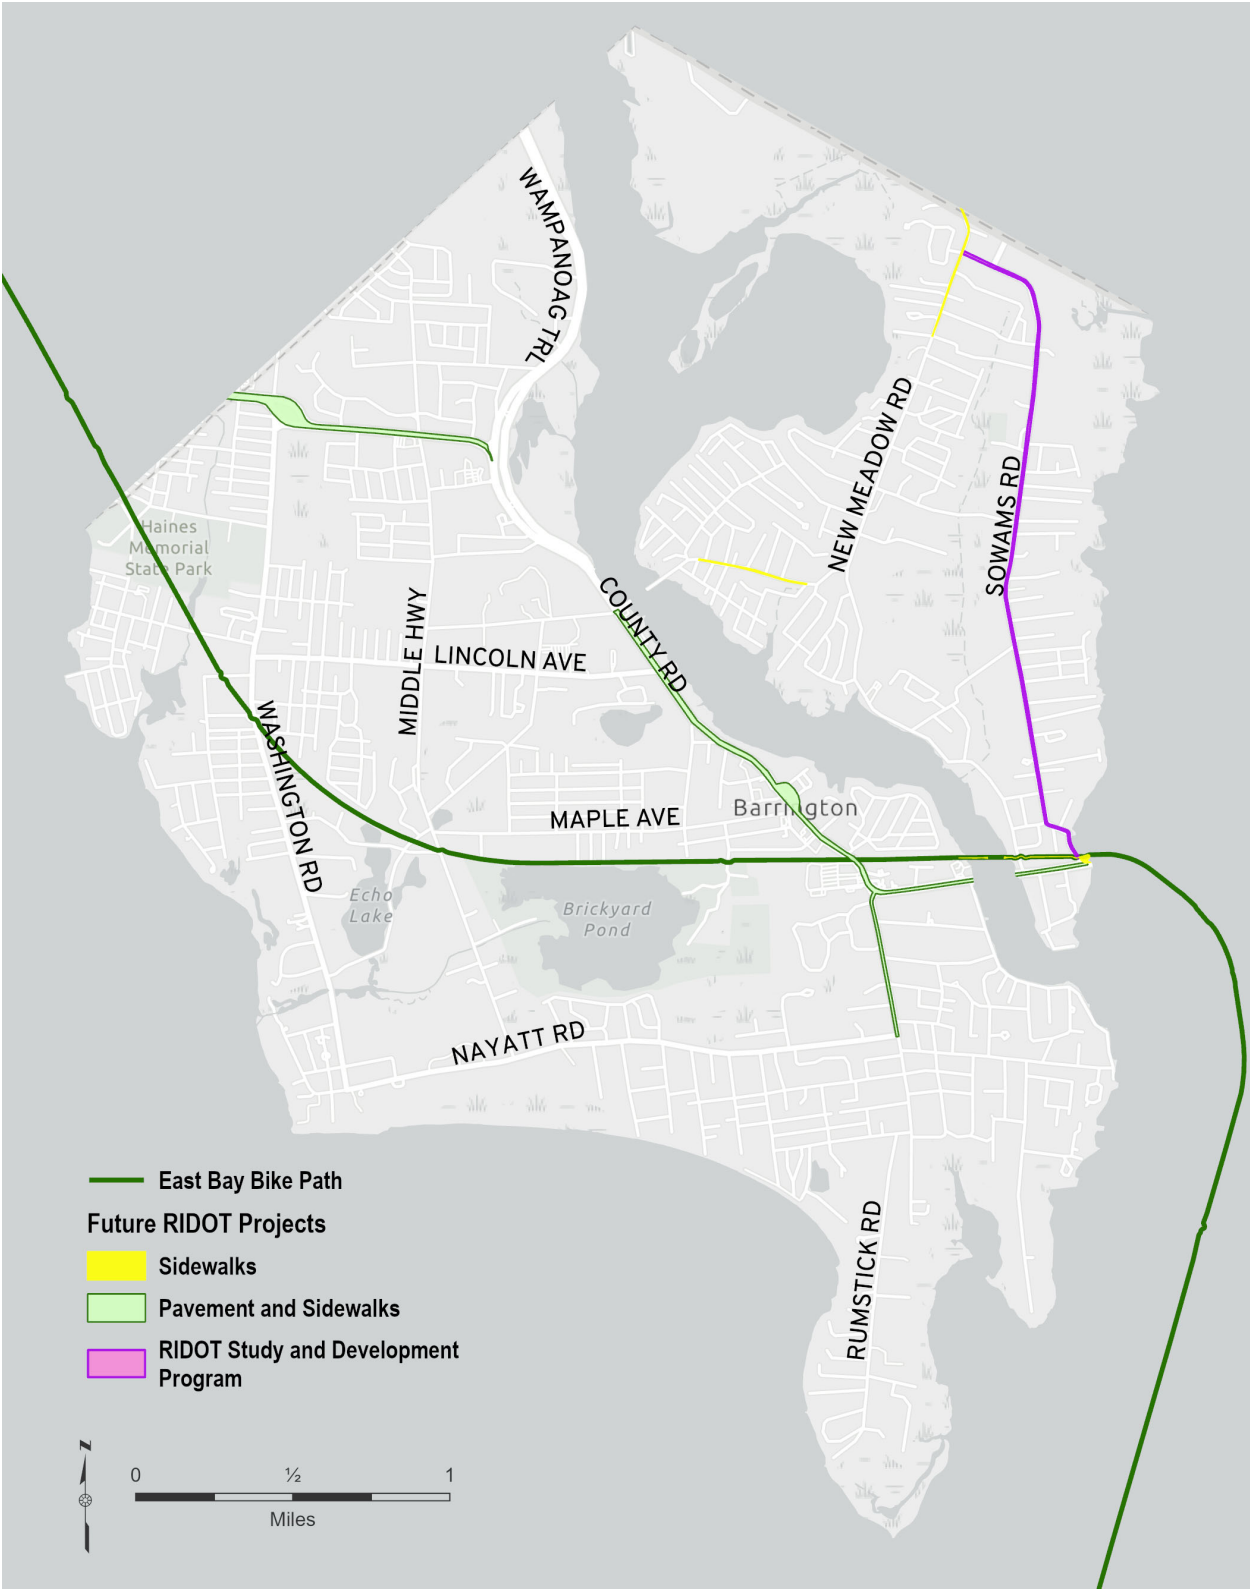 WAMPANOAG TRL
NEW MEADOW RD
SOWAMS RD
Haines
Memorial
State Park
COUNTY RD
MIDDLE HWY
LINCOLN AVE
WASHINGTON RD
MAPLE AVE
Barrington
Echo
Lake
Brickyard
Pond
NAYATT RD
RUMSTICK RD
East Bay Bike Path
Future RIDOT Projects
Sidewalks
Pavement and Sidewalks
RIDOT Study and Development
Program
N
0 ½ 1
Miles